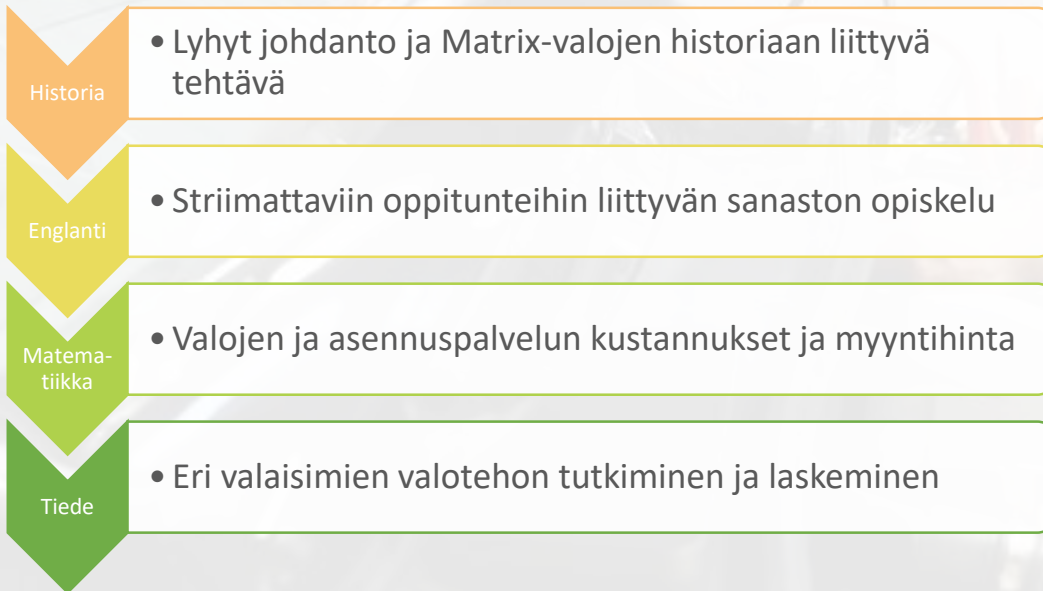 Historia
• Lyhyt johdanto ja Matrix-valojen historiaan liittyvä
tehtävä
Englanti
• Striimattaviin oppitunteihin liittyvän sanaston opiskelu
Matema-
tiikka
• Valojen ja asennuspalvelun kustannukset ja myyntihinta
Tiede
• Eri valaisimien valotehon tutkiminen ja laskeminen